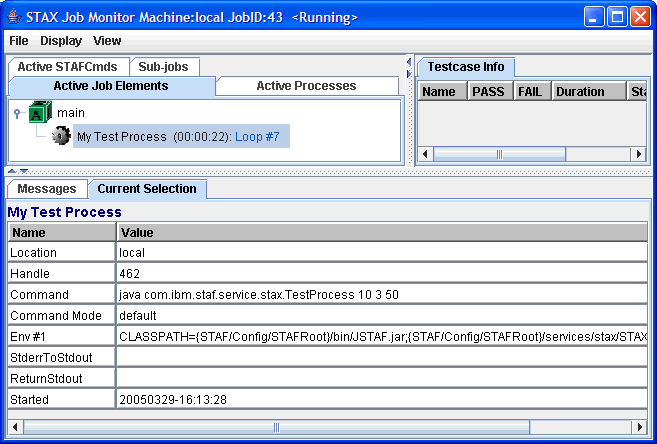 STAX Job Monitor Machine:local JobID:43 <Running>
File Display View
Active STAFCmds Sub-jobs
Active Job Elements Active Processes
main
My Test Process (00:00:22): Loop #7
Testcase Info
Name PASS FAIL Duration Sta
Messages Current Selection
My Test Process
Name Value
Location local
Handle 462
Command java com.ibm.staf.service.stax.TestProcess 10 3 50
Command Mode default
Env #1 CLASSPATH={STAF/Config/STAFRoot}/bin/JSTAF.jar;{STAF/Config/STAFRoot}/services/stax/STAX
StderrToStdout
ReturnStdout
Started 20050329-16:13:28